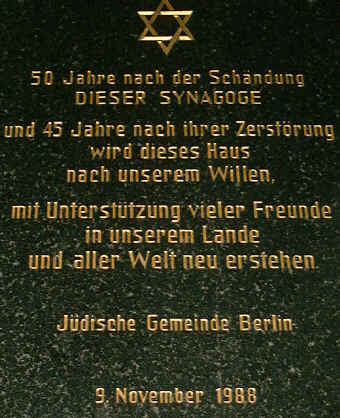 50 Jahre nach der Schändung
DIESER SYNAGOGE
und 45 Jahre nach ihrer Zerstörung
wird dieses Haus
nach unserem Willen,
mit Unterstützung vieler Freunde
in unserem Lande
und aller Welt neu erstehen.
Jüdische Gemeinde Berlin
9. November 1988